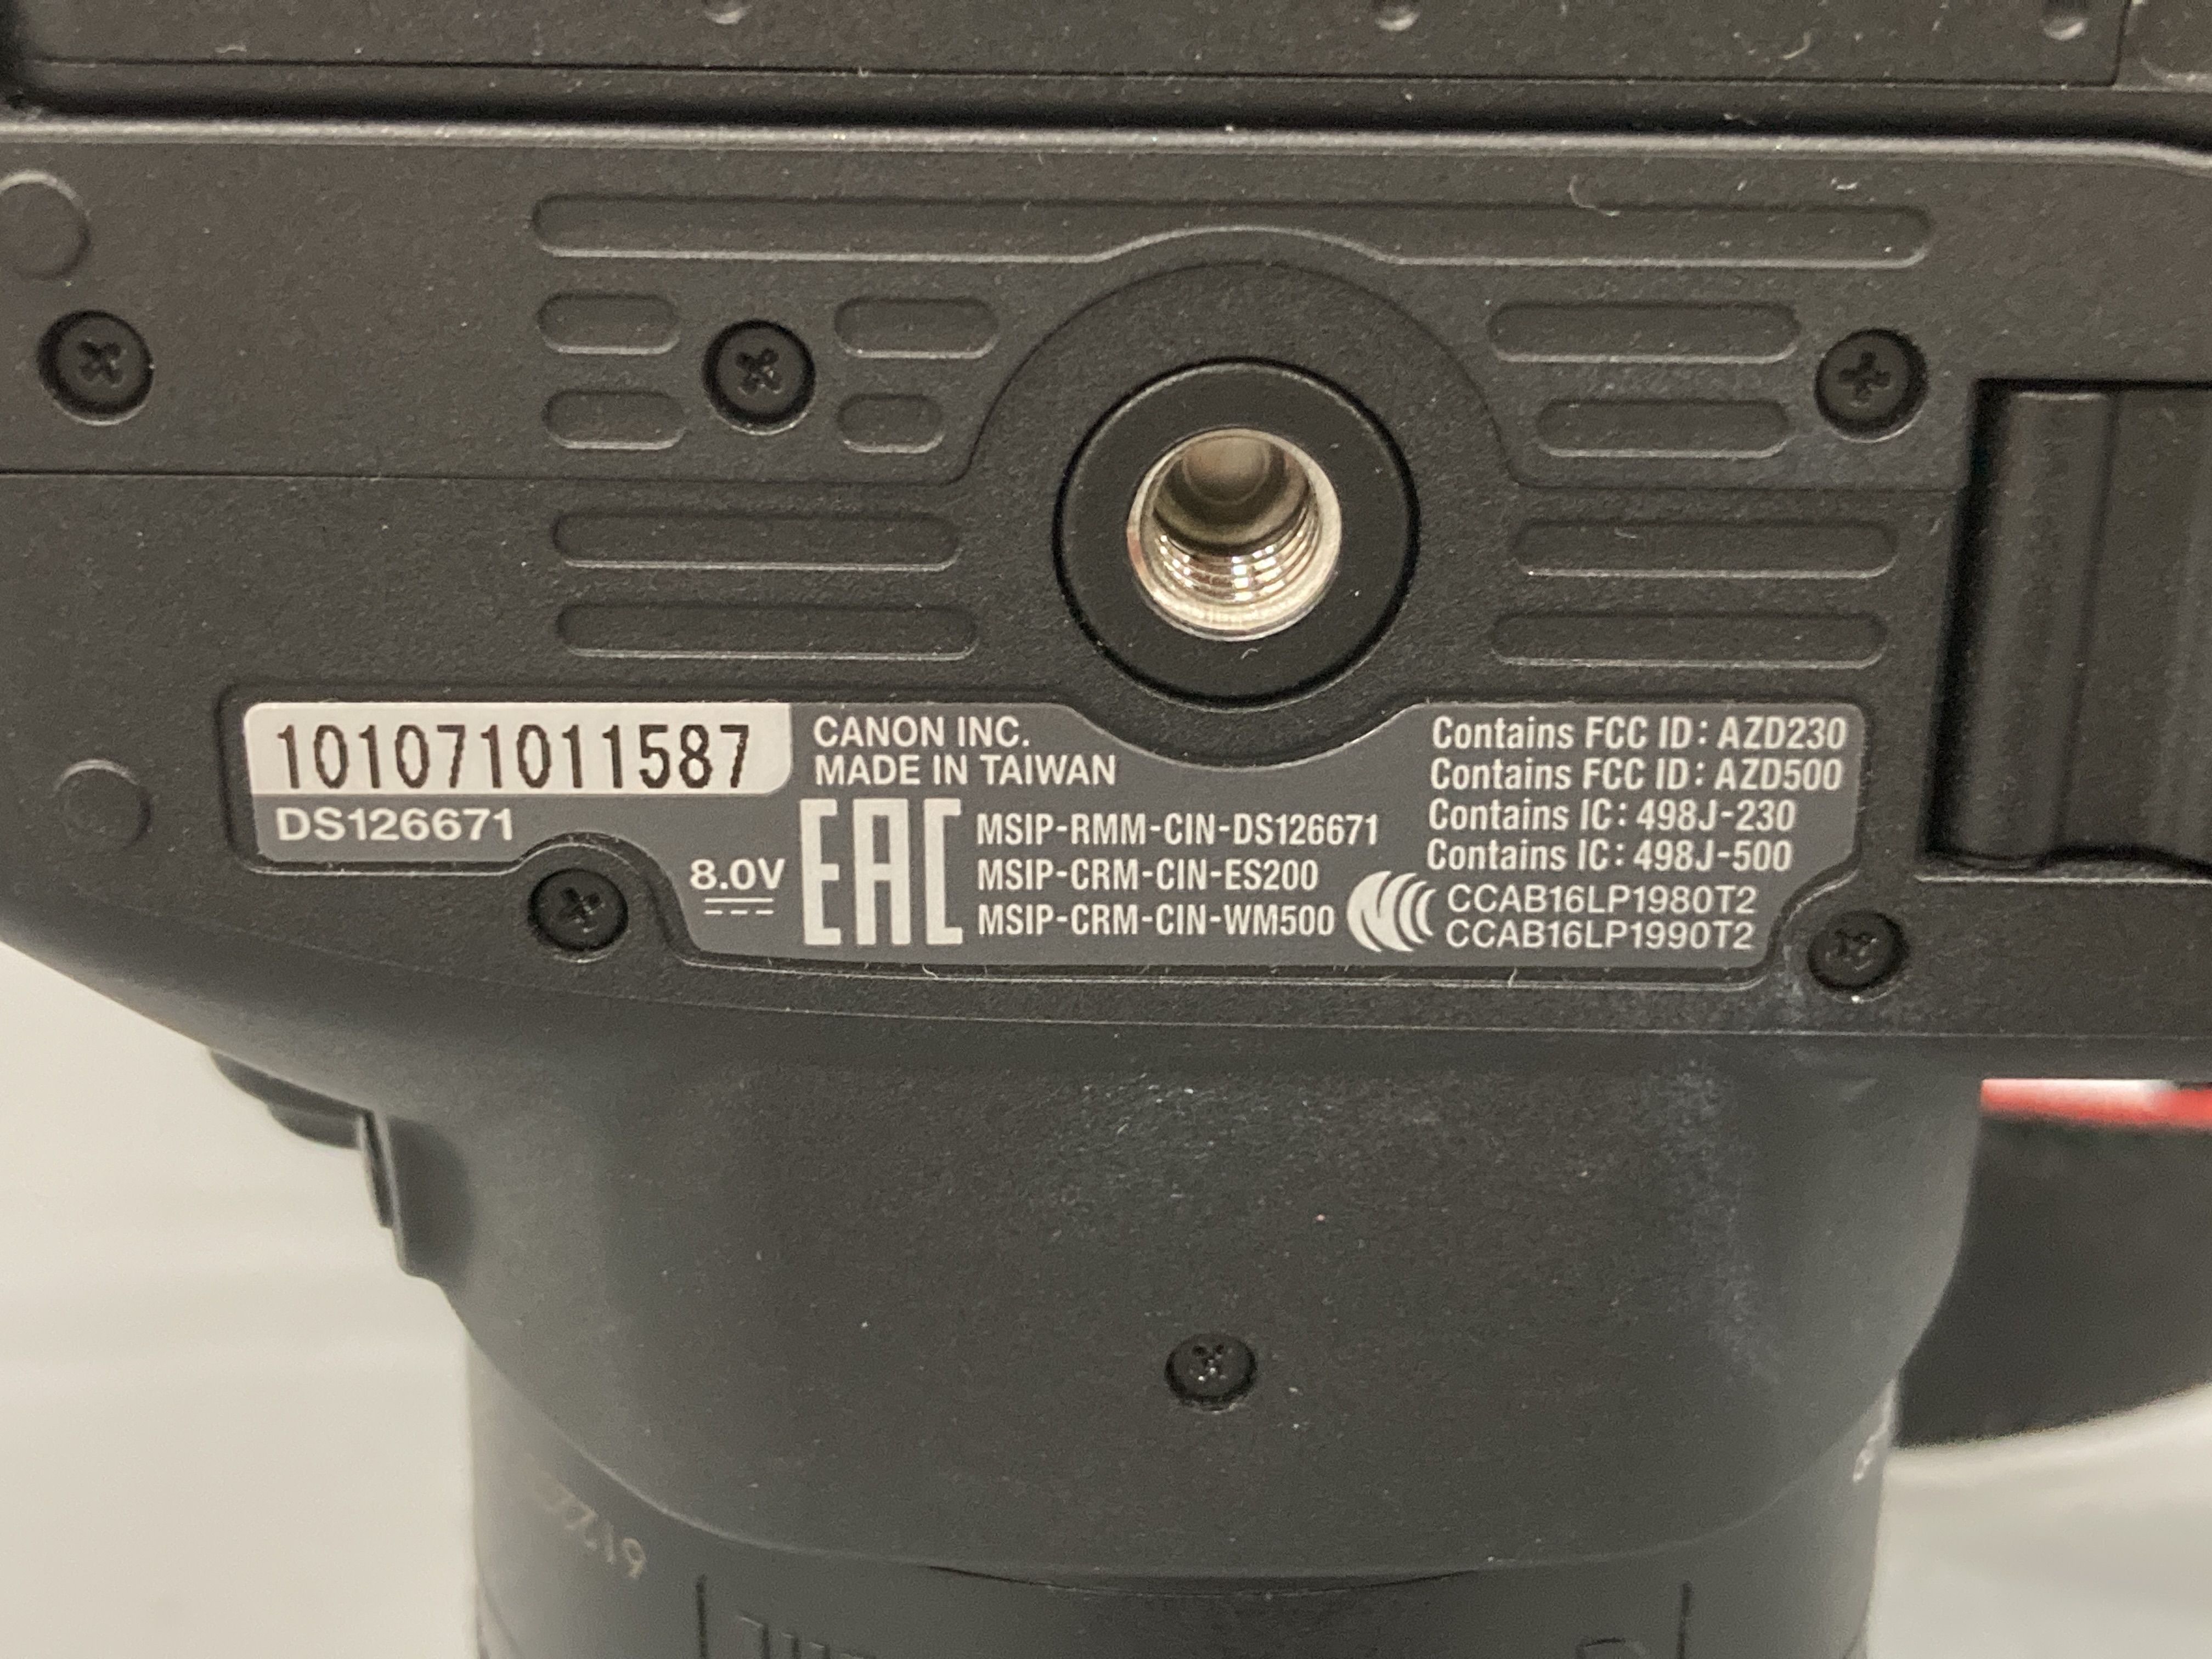 101071011587
DS126671
CANON INC.
MADE IN TAIWAN
8.0V
EAC
MSIP-RMM-CIN-DS126671
MSIP-CRM-CIN-ES200
MSIP-CRM-CIN-WM500
Contains FCC ID: AZD230
Contains FCC ID: AZD500
Contains IC: 498J-230
Contains IC: 498J-500
CCAB16LP1980T2
CCAB16LP1990T2